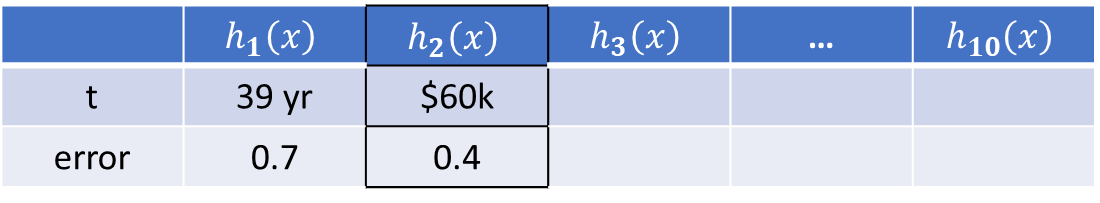 h₁(x) h₂(x) h₃(x) ... h₁₀(x)
t 39 yr $60k
error 0.7 0.4